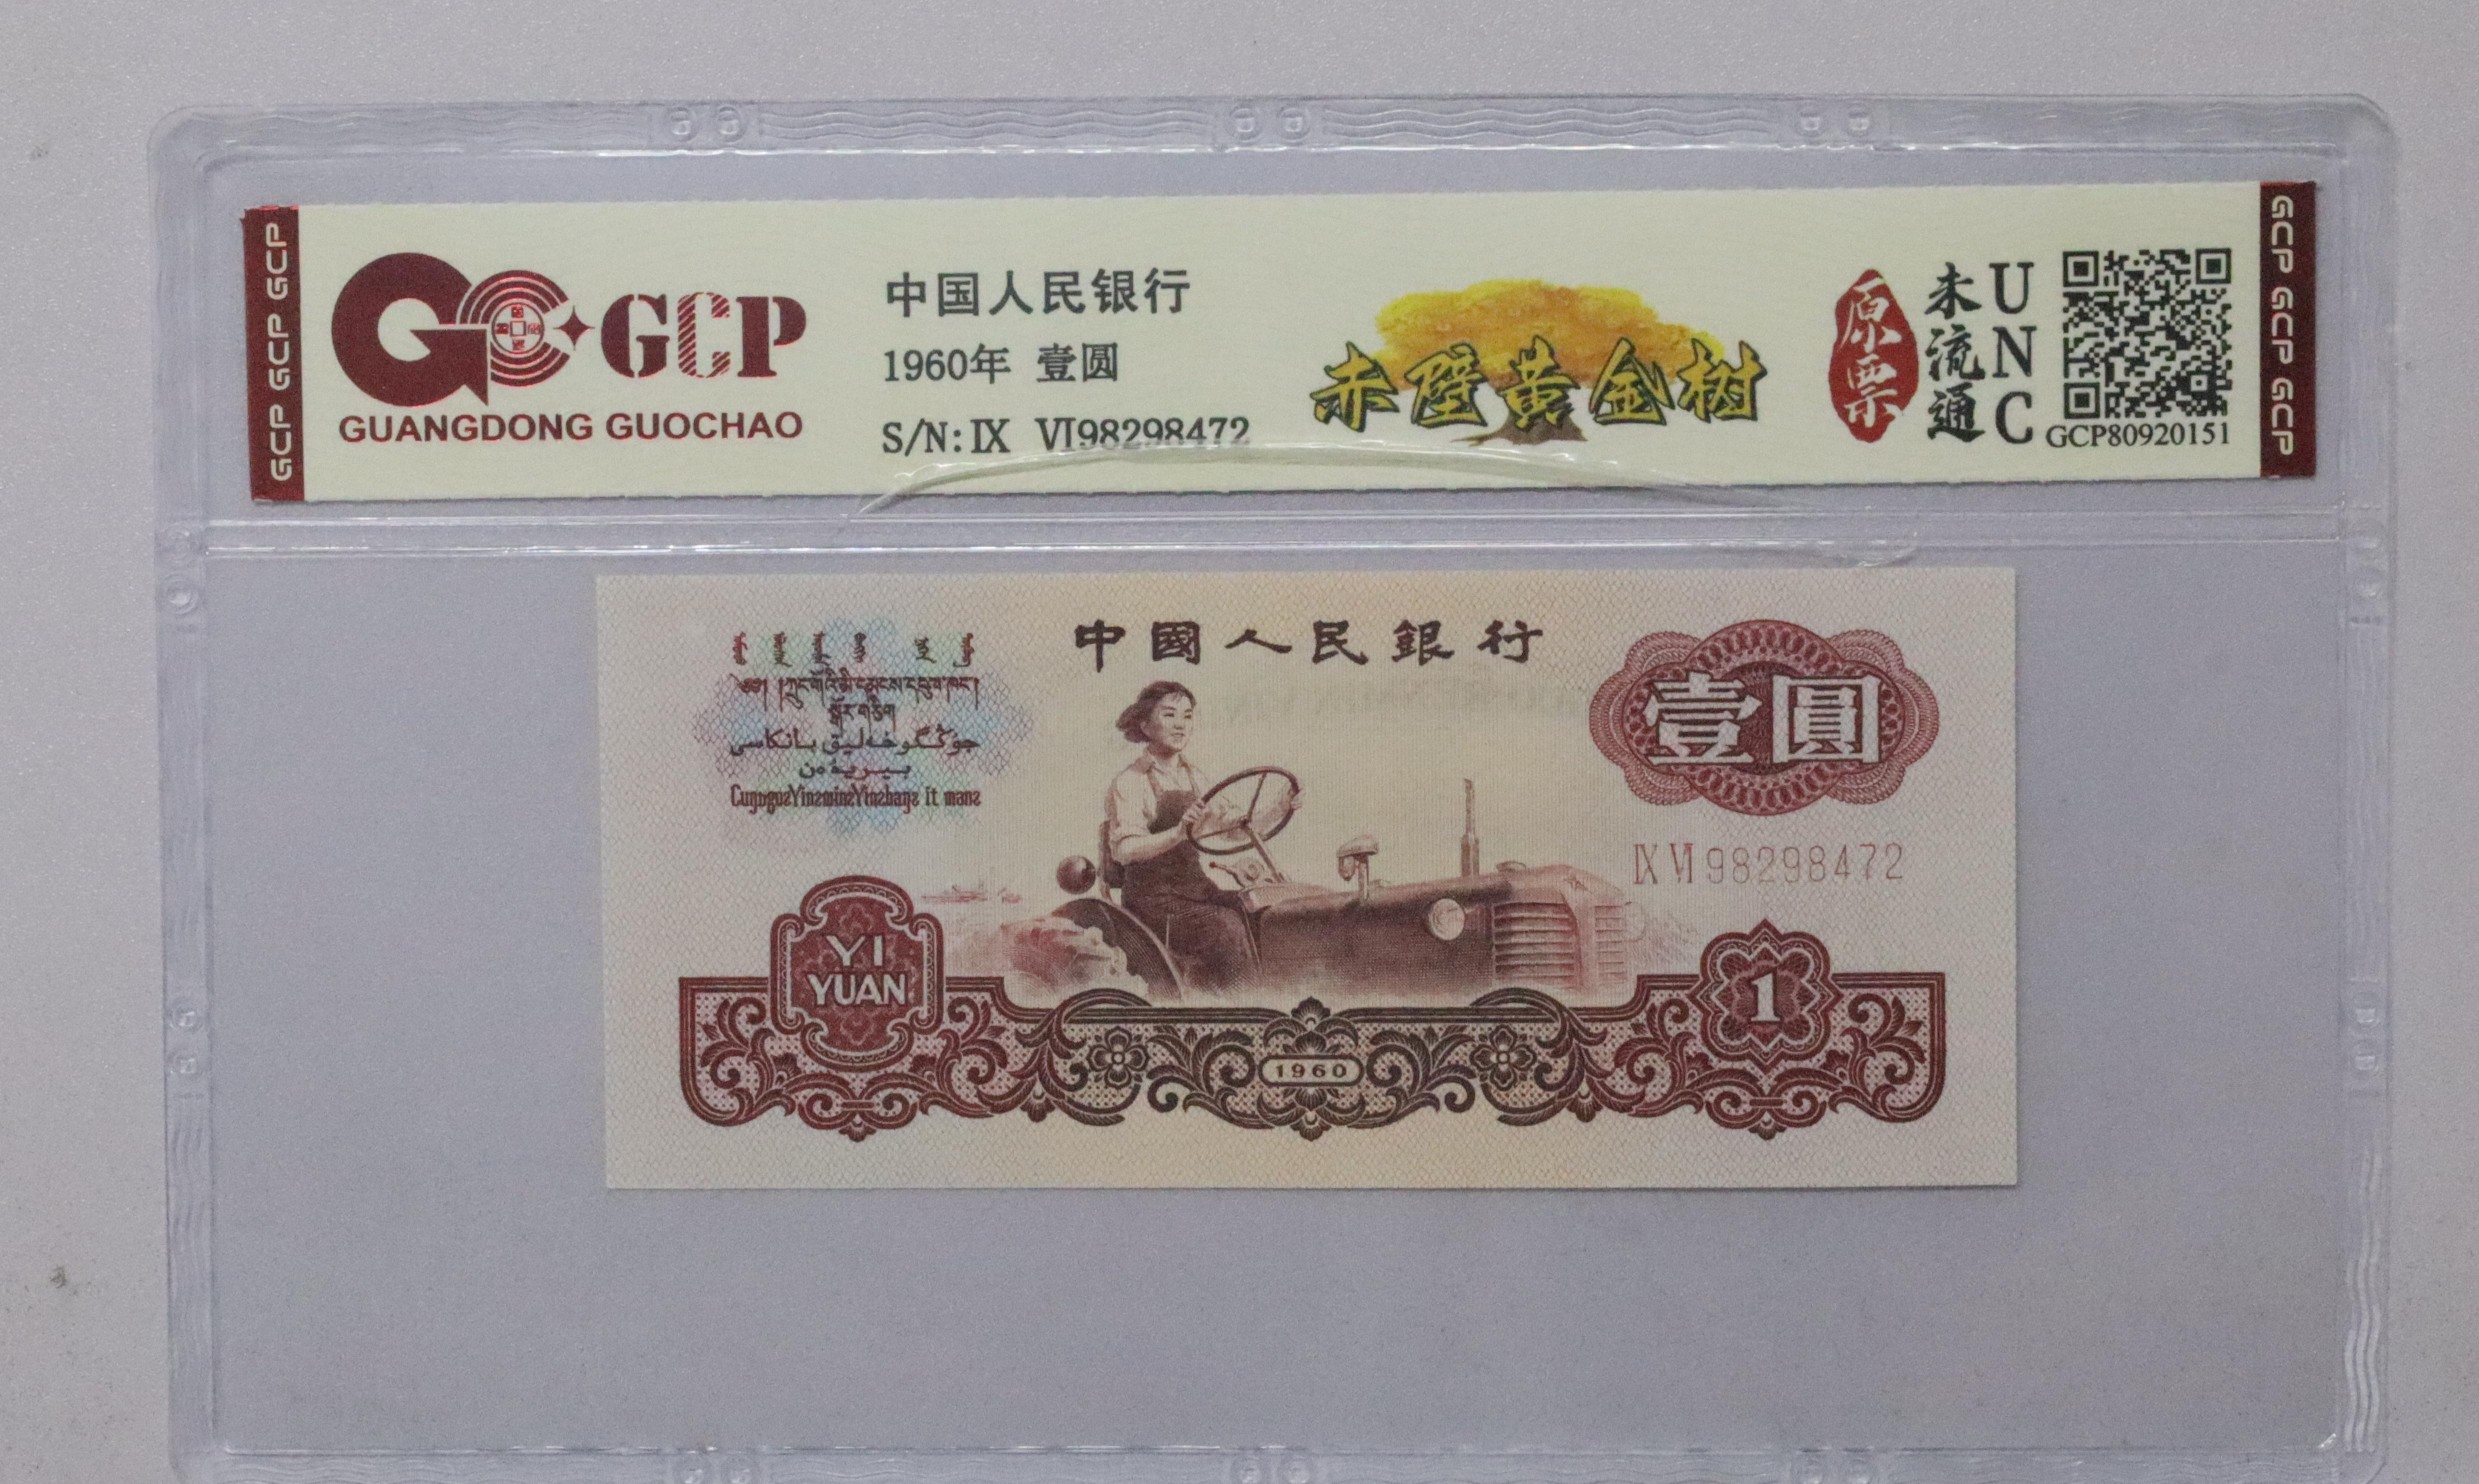 GCP GCP GCP
GCP
GUANGDONG GUOCHAO
中国人民银行
1960年 壹圆
S/N: IX VI98298472
赤壁黄金树
原票
未流通
UNC
GCP80920151
GCP GCP GCP
中國人民銀行
壹圓
IX VI 98298472
YI
YUAN
1960
1